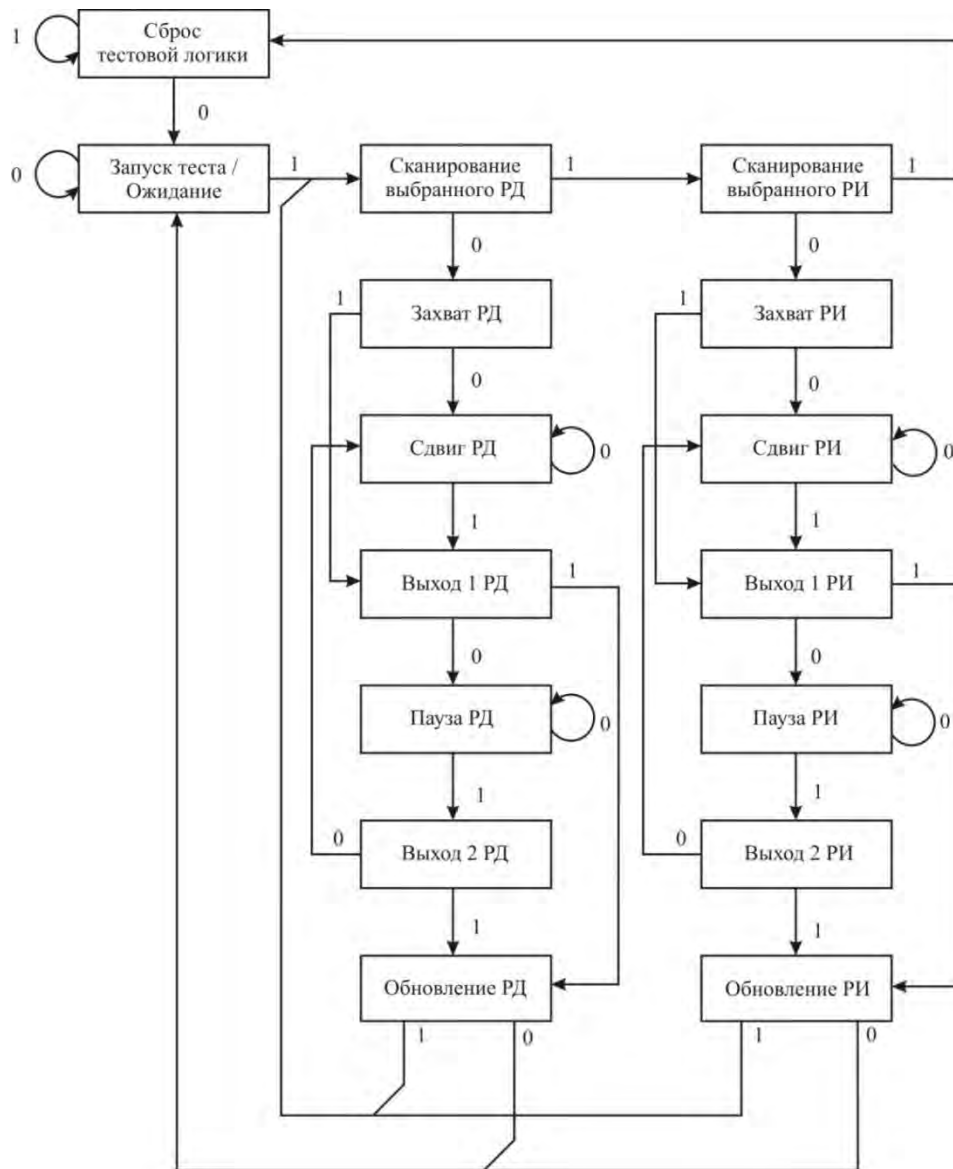 1
Сброс
тестовой логики
0
0
Запуск теста /
Ожидание
1
Сканирование
выбранного РД
1
Сканирование
выбранного РИ
1
0
0
1
Захват РД
1
Захват РИ
0
0
Сдвиг РД
0
Сдвиг РИ
0
1
1
Выход 1 РД
1
Выход 1 РИ
1
0
0
Пауза РД
0
Пауза РИ
0
1
1
0
Выход 2 РД
0
Выход 2 РИ
1
1
Обновление РД
Обновление РИ
1
0
1
0